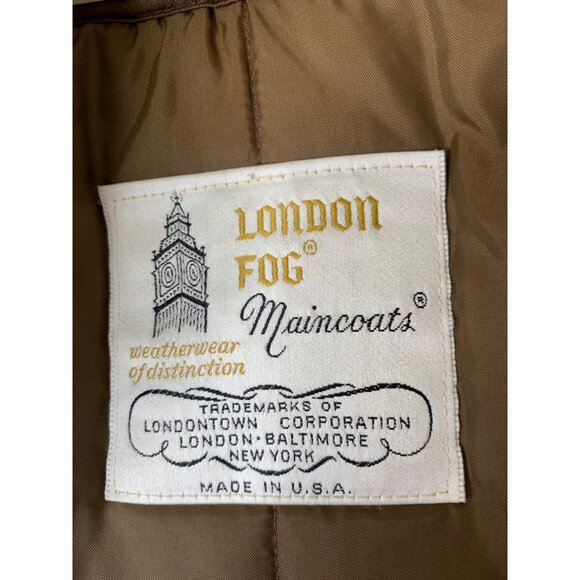 LONDON
FOG®
Maincoats®
weatherwear
of distinction
TRADEMARKS OF
LONDONTOWN CORPORATION
LONDON·BALTIMORE
NEW YORK
MADE IN U.S.A.